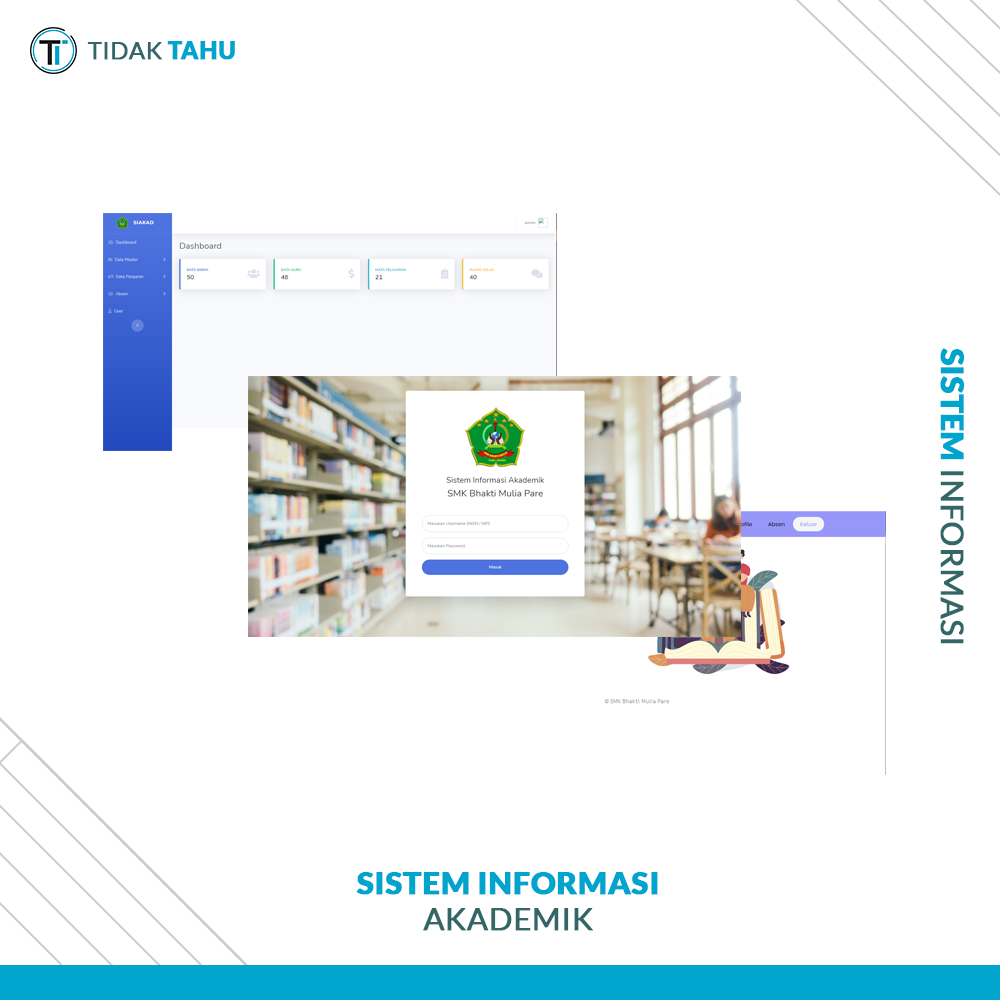 TIDAK TAHU
SIAKAD
admin
Dashboard
Data Master
Data Pelajaran
Absen
User
Dashboard
DATA SISWA
50
DATA GURU
46
MATA PELAJARAN
21
RUANG KELAS
40
Sistem Informasi Akademik
SMK Bhakti Mulia Pare
Masukan Username (NISN / NIP)
Masukan Password
Masuk
ofile Absen Keluar
© SMK Bhakti Mulia Pare
SISTEM INFORMASI
SISTEM INFORMASI
AKADEMIK